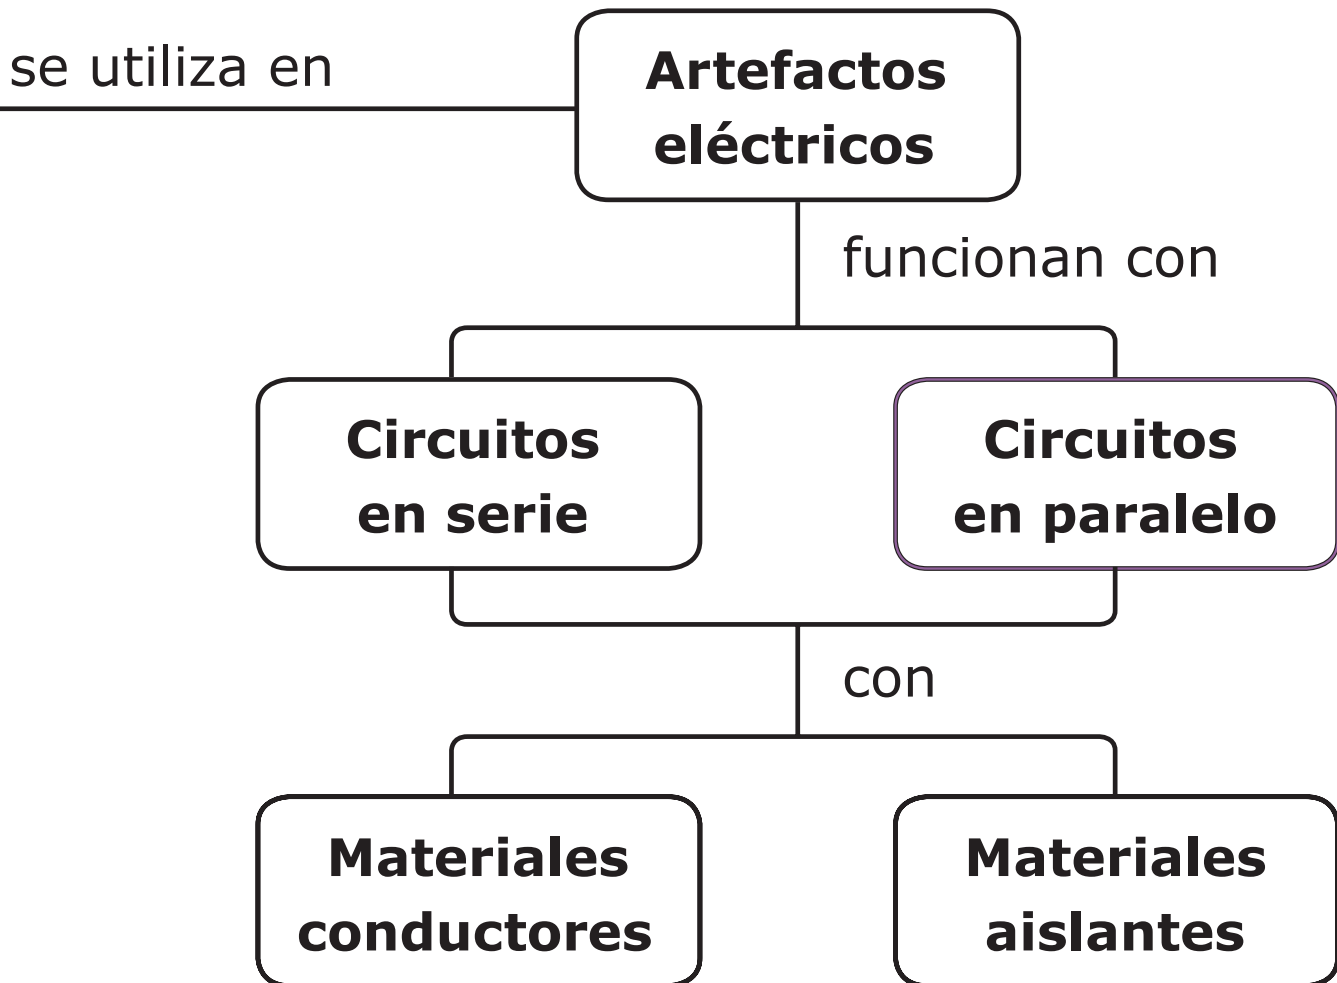 se utiliza en
Artefactos
eléctricos
funcionan con
Circuitos
en serie
Circuitos
en paralelo
con
Materiales
conductores
Materiales
aislantes